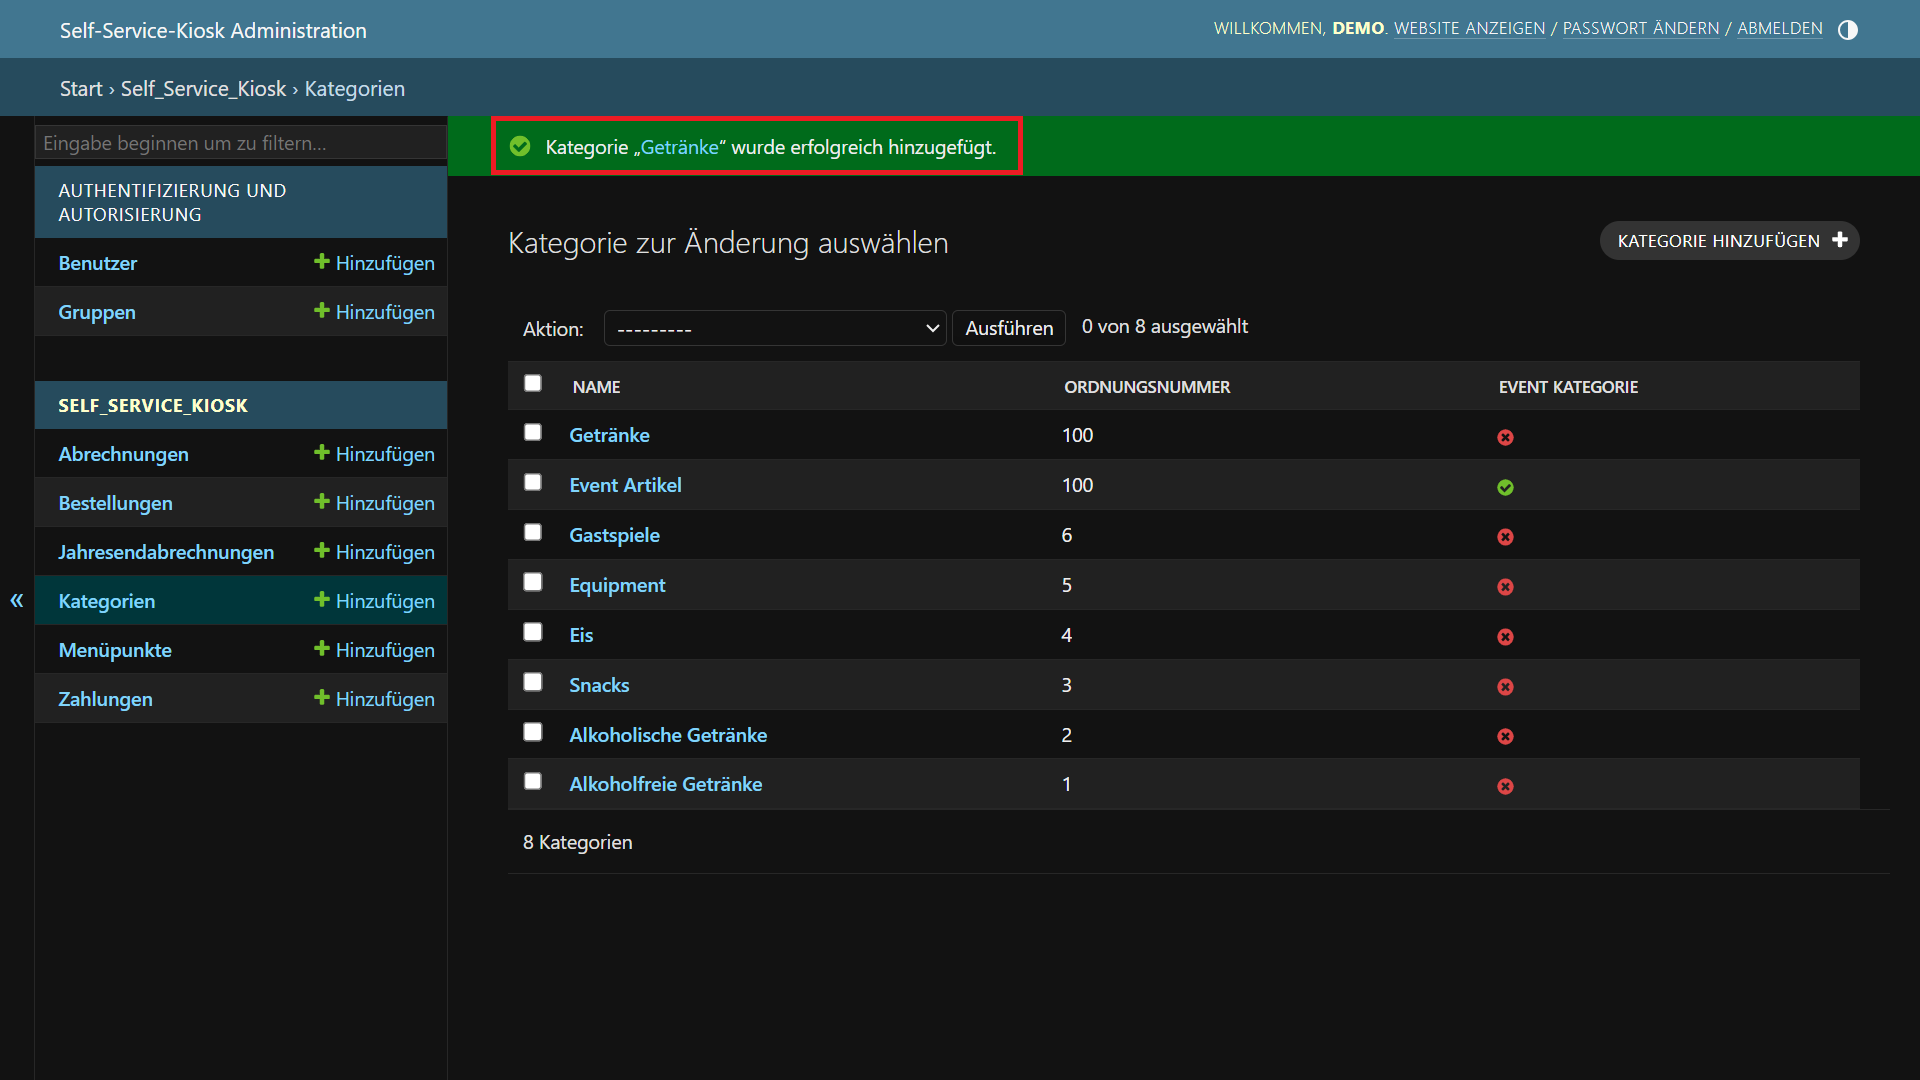 Self-Service-Kiosk Administration
WILLKOMMEN, DEMO. WEBSITE ANZEIGEN / PASSWORT ÄNDERN / ABMELDEN
Start › Self_Service_Kiosk › Kategorien
Eingabe beginnen um zu filtern...
AUTHENTIFIZIERUNG UND
AUTORISIERUNG
Benutzer Hinzufügen
Gruppen Hinzufügen
SELF_SERVICE_KIOSK
Abrechnungen Hinzufügen
Bestellungen Hinzufügen
Jahresendabrechnungen Hinzufügen
« Kategorien Hinzufügen
Menüpunkte Hinzufügen
Zahlungen Hinzufügen
Kategorie „Getränke“ wurde erfolgreich hinzugefügt.
Kategorie zur Änderung auswählen
KATEGORIE HINZUFÜGEN
Aktion: --------- Ausführen 0 von 8 ausgewählt
NAME ORDNUNGSNUMMER EVENT KATEGORIE
Getränke 100
Event Artikel 100
Gastspiele 6
Equipment 5
Eis 4
Snacks 3
Alkoholische Getränke 2
Alkoholfreie Getränke 1
8 Kategorien